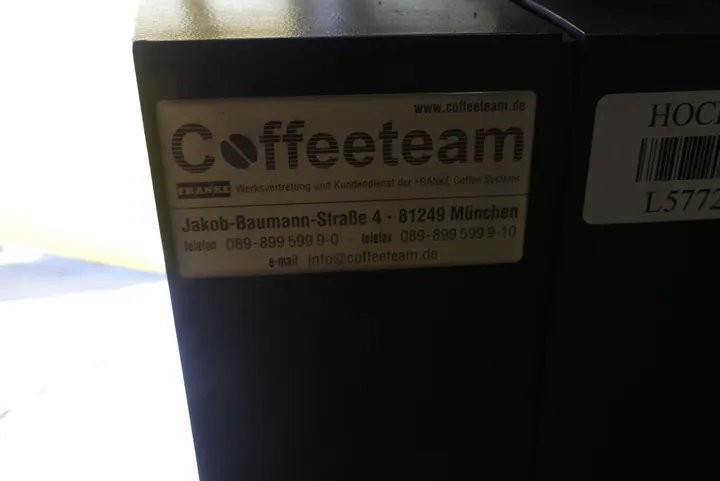 www.coffeeteam.de
Coffeeteam
FRANKE Werksvertretung und Kundendienst der FRANKE Coffee Systems
Jakob-Baumann-Straße 4 · 81249 München
telefon 089-899 599 9-0 - telefax 089-899 599 9-10
e-mail info@coffeeteam.de
HOCH
L5772